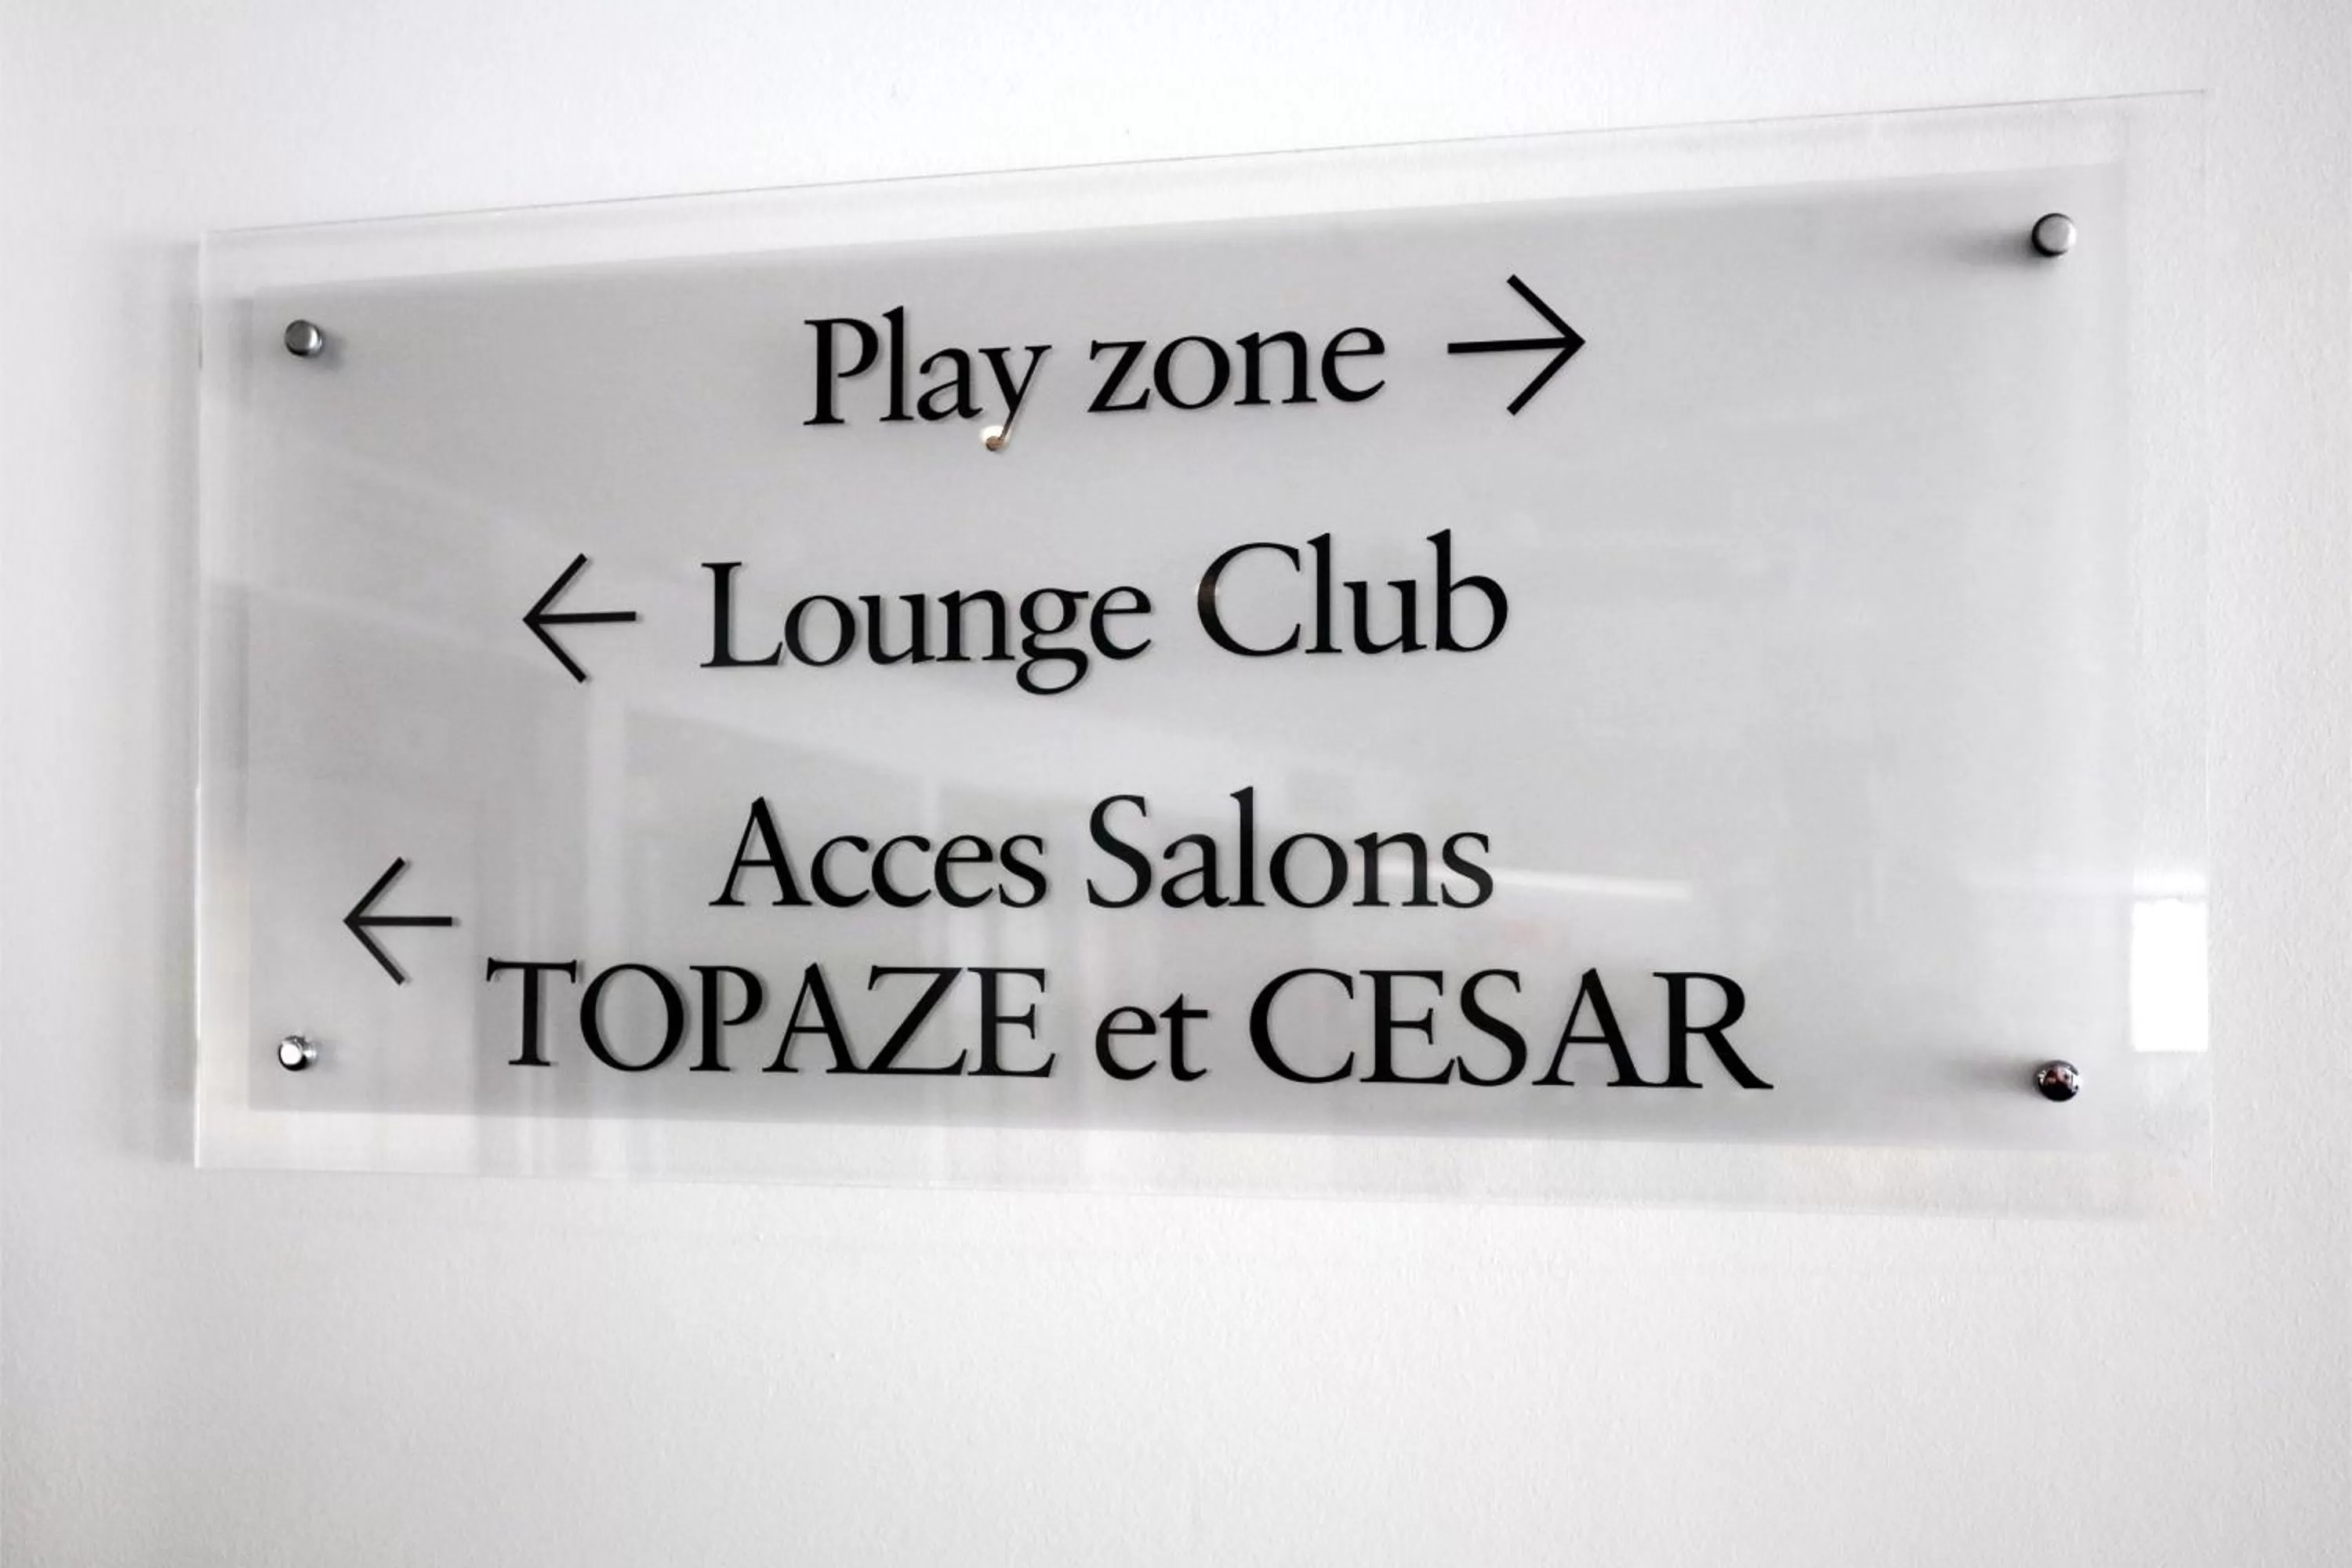 Play zone →
← Lounge Club
← Acces Salons
TOPAZE et CESAR